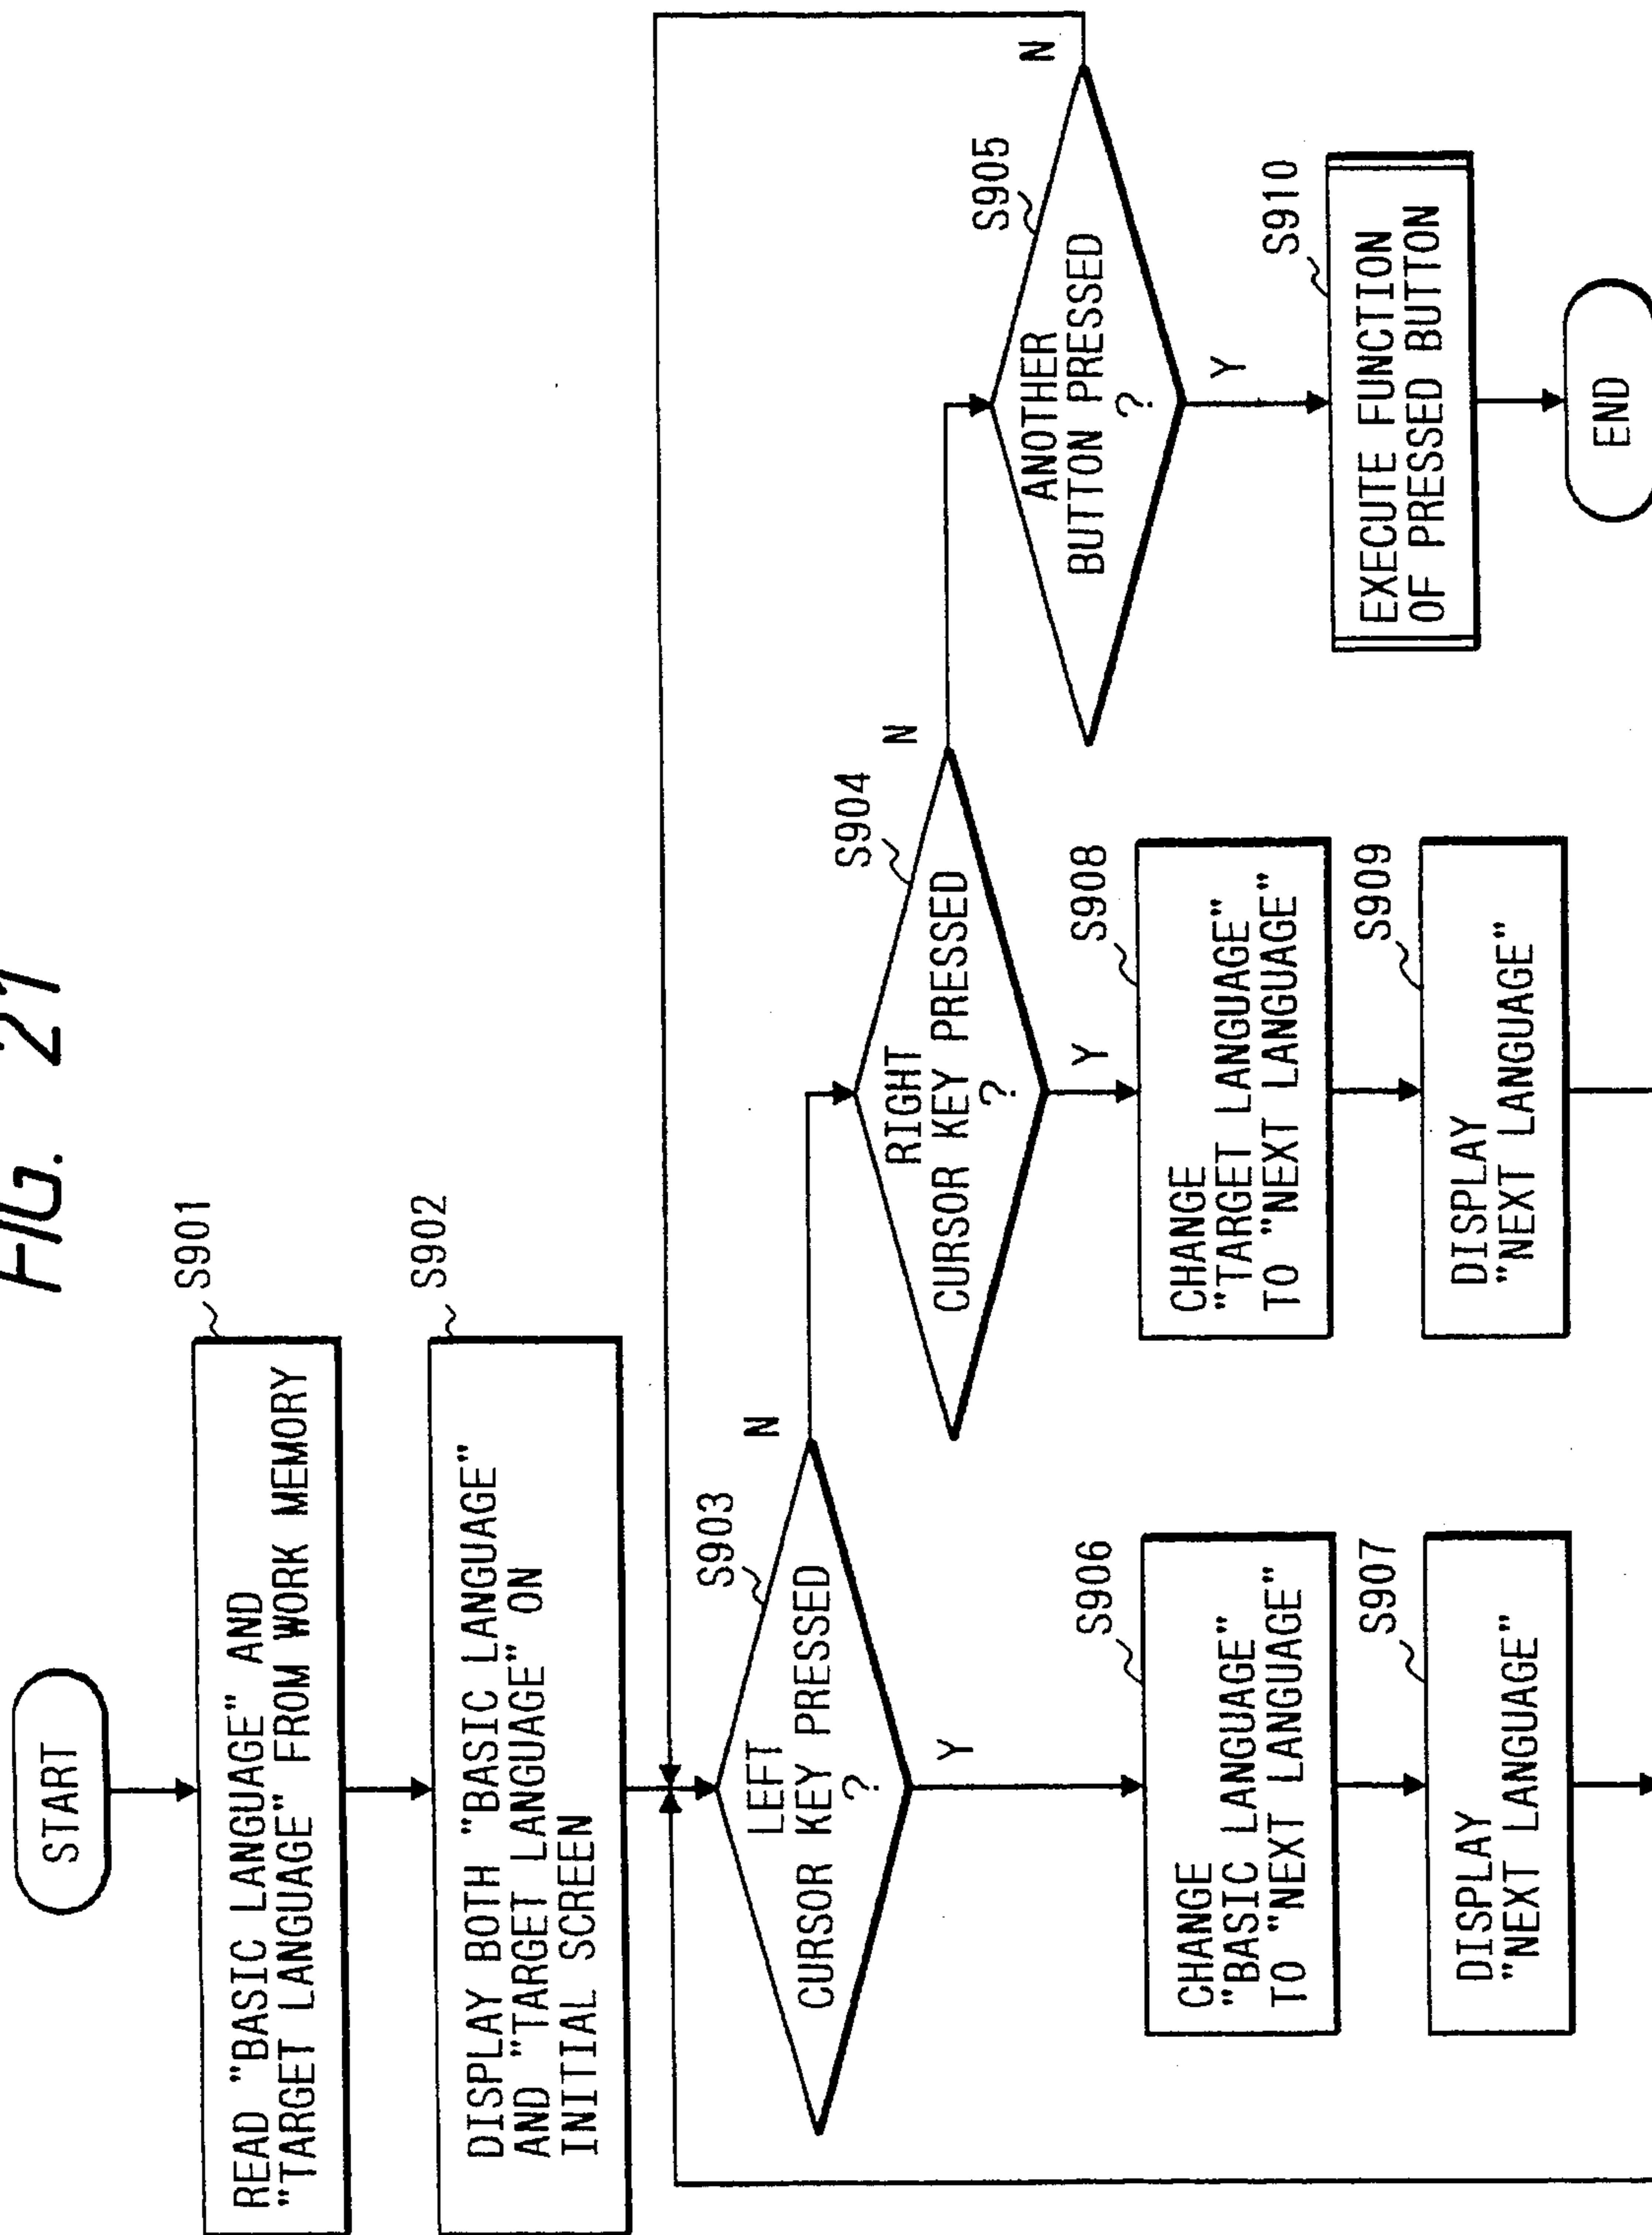 FIG. 21
START
S901
READ "BASIC LANGUAGE" AND
"TARGET LANGUAGE" FROM WORK MEMORY
S902
DISPLAY BOTH "BASIC LANGUAGE"
AND "TARGET LANGUAGE" ON
INITIAL SCREEN
S903
LEFT
CURSOR KEY PRESSED
?
N
Y
S904
RIGHT
CURSOR KEY PRESSED
?
N
Y
S905
ANOTHER
BUTTON PRESSED
?
N
Y
S906
CHANGE
"BASIC LANGUAGE"
TO "NEXT LANGUAGE"
S907
DISPLAY
"NEXT LANGUAGE"
S908
CHANGE
"TARGET LANGUAGE"
TO "NEXT LANGUAGE"
S909
DISPLAY
"NEXT LANGUAGE"
S910
EXECUTE FUNCTION
OF PRESSED BUTTON
END